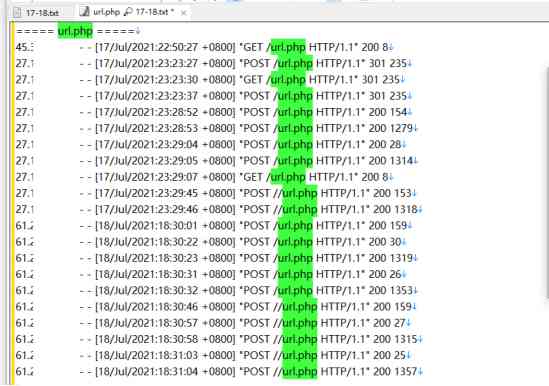 17-18.txt url.php 17-18.txt *
===== url.php =====↓
45.3 - - [17/Jul/2021:22:50:27 +0800] "GET /url.php HTTP/1.1" 200 8↓
27.1 - - [17/Jul/2021:23:23:27 +0800] "POST /url.php HTTP/1.1" 301 235↓
27.1 - - [17/Jul/2021:23:23:30 +0800] "GET /url.php HTTP/1.1" 301 235↓
27.1 - - [17/Jul/2021:23:23:37 +0800] "POST /url.php HTTP/1.1" 301 235↓
27.1 - - [17/Jul/2021:23:28:52 +0800] "POST /url.php HTTP/1.1" 200 154↓
27.1 - - [17/Jul/2021:23:28:53 +0800] "POST /url.php HTTP/1.1" 200 1279↓
27.1 - - [17/Jul/2021:23:29:04 +0800] "POST /url.php HTTP/1.1" 200 28↓
27.1 - - [17/Jul/2021:23:29:05 +0800] "POST /url.php HTTP/1.1" 200 1314↓
27.1 - - [17/Jul/2021:23:29:07 +0800] "GET /url.php HTTP/1.1" 200 8↓
27.1 - - [17/Jul/2021:23:29:45 +0800] "POST //url.php HTTP/1.1" 200 153↓
27.1 - - [17/Jul/2021:23:29:46 +0800] "POST //url.php HTTP/1.1" 200 1318↓
61.2 - - [18/Jul/2021:18:30:01 +0800] "POST /url.php HTTP/1.1" 200 159↓
61.2 - - [18/Jul/2021:18:30:22 +0800] "POST /url.php HTTP/1.1" 200 30↓
61.2 - - [18/Jul/2021:18:30:23 +0800] "POST /url.php HTTP/1.1" 200 1319↓
61.2 - - [18/Jul/2021:18:30:31 +0800] "POST /url.php HTTP/1.1" 200 26↓
61.2 - - [18/Jul/2021:18:30:32 +0800] "POST /url.php HTTP/1.1" 200 1353↓
61.2 - - [18/Jul/2021:18:30:46 +0800] "POST //url.php HTTP/1.1" 200 159↓
61.2 - - [18/Jul/2021:18:30:57 +0800] "POST //url.php HTTP/1.1" 200 27↓
61.2 - - [18/Jul/2021:18:30:58 +0800] "POST //url.php HTTP/1.1" 200 1315↓
61.2 - - [18/Jul/2021:18:31:03 +0800] "POST //url.php HTTP/1.1" 200 25↓
61.2 - - [18/Jul/2021:18:31:04 +0800] "POST //url.php HTTP/1.1" 200 1357↓